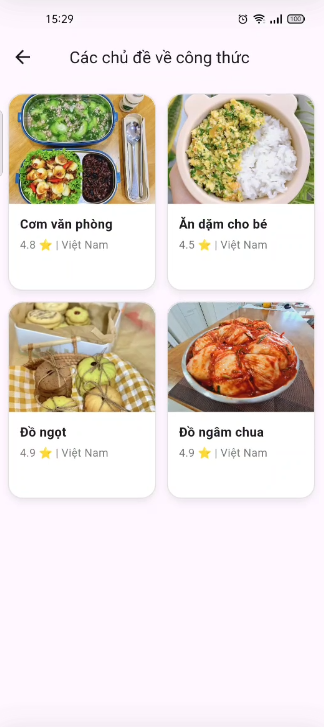 15:29
100
Các chủ đề về công thức
Cơm văn phòng
4.8 ⭐ | Việt Nam
Ăn dặm cho bé
4.5 ⭐ | Việt Nam
Đồ ngọt
4.9 ⭐ | Việt Nam
Đồ ngâm chua
4.9 ⭐ | Việt Nam